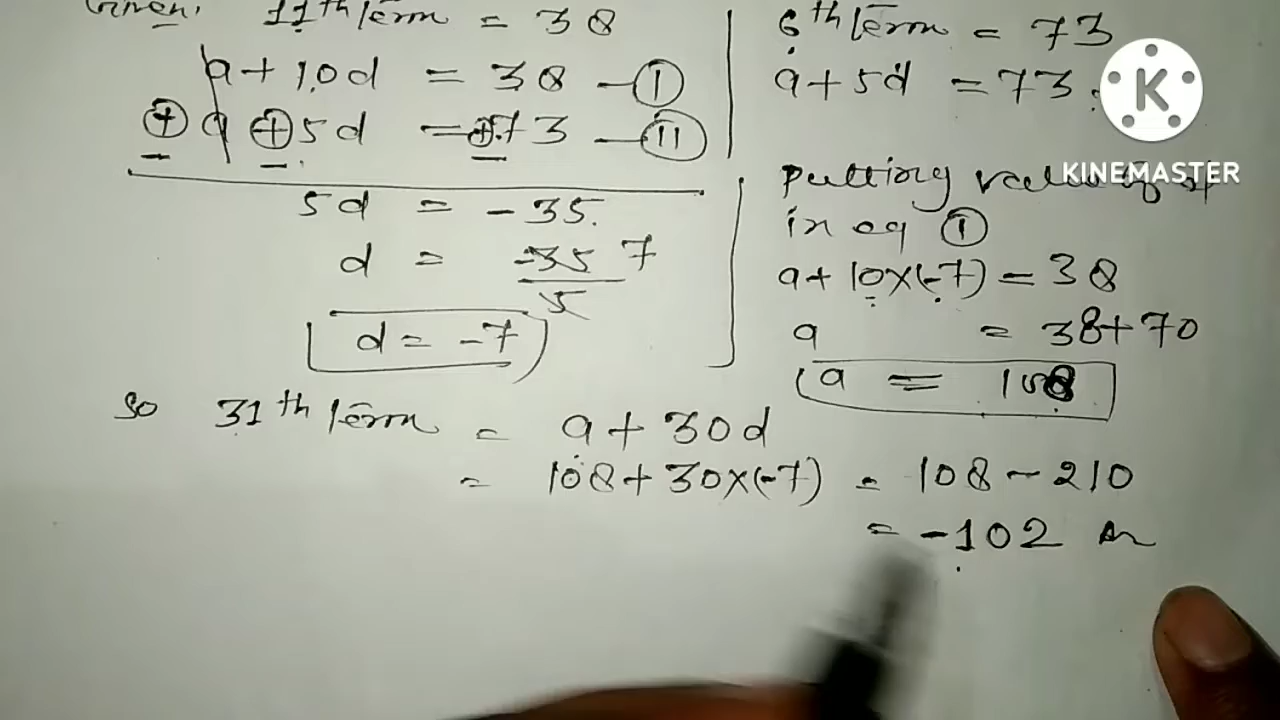 Given: 11th term = 38
a + 10d = 38 - I
a + 5d = 73 - II
5d = -35
d = -35 7
5
d = -7
6th term = 73
a + 5d = 73
K
KINEMASTER
putting value of
in eq I
a + 10×(-7) = 38
a = 38+70
a = 108
so 31th term = a + 30d
= 108 + 30×(-7) = 108 - 210
= -102